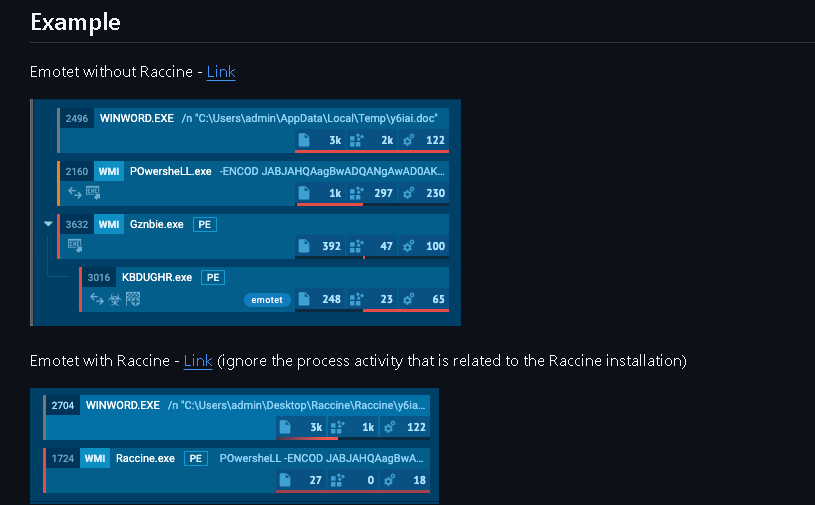 Example
Emotet without Raccine - Link
2496 WINWORD.EXE /n "C:\Users\admin\AppData\Local\Temp\y6iai.doc"
3k 2k 122
2160 WMI POwersheLL.exe -ENCOD JABJAHQAagBwADQANgAwAD0AK...
1k 297 230
3632 WMI Gznbie.exe PE
392 47 100
3016 KBDUGHR.exe PE
emotet 248 23 65
Emotet with Raccine - Link (ignore the process activity that is related to the Raccine installation)
2704 WINWORD.EXE /n "C:\Users\admin\Desktop\Raccine\Raccine\y6ia...
3k 1k 122
1724 WMI Raccine.exe PE POwersheLL -ENCOD JABJAHQAagBwA...
27 0 18